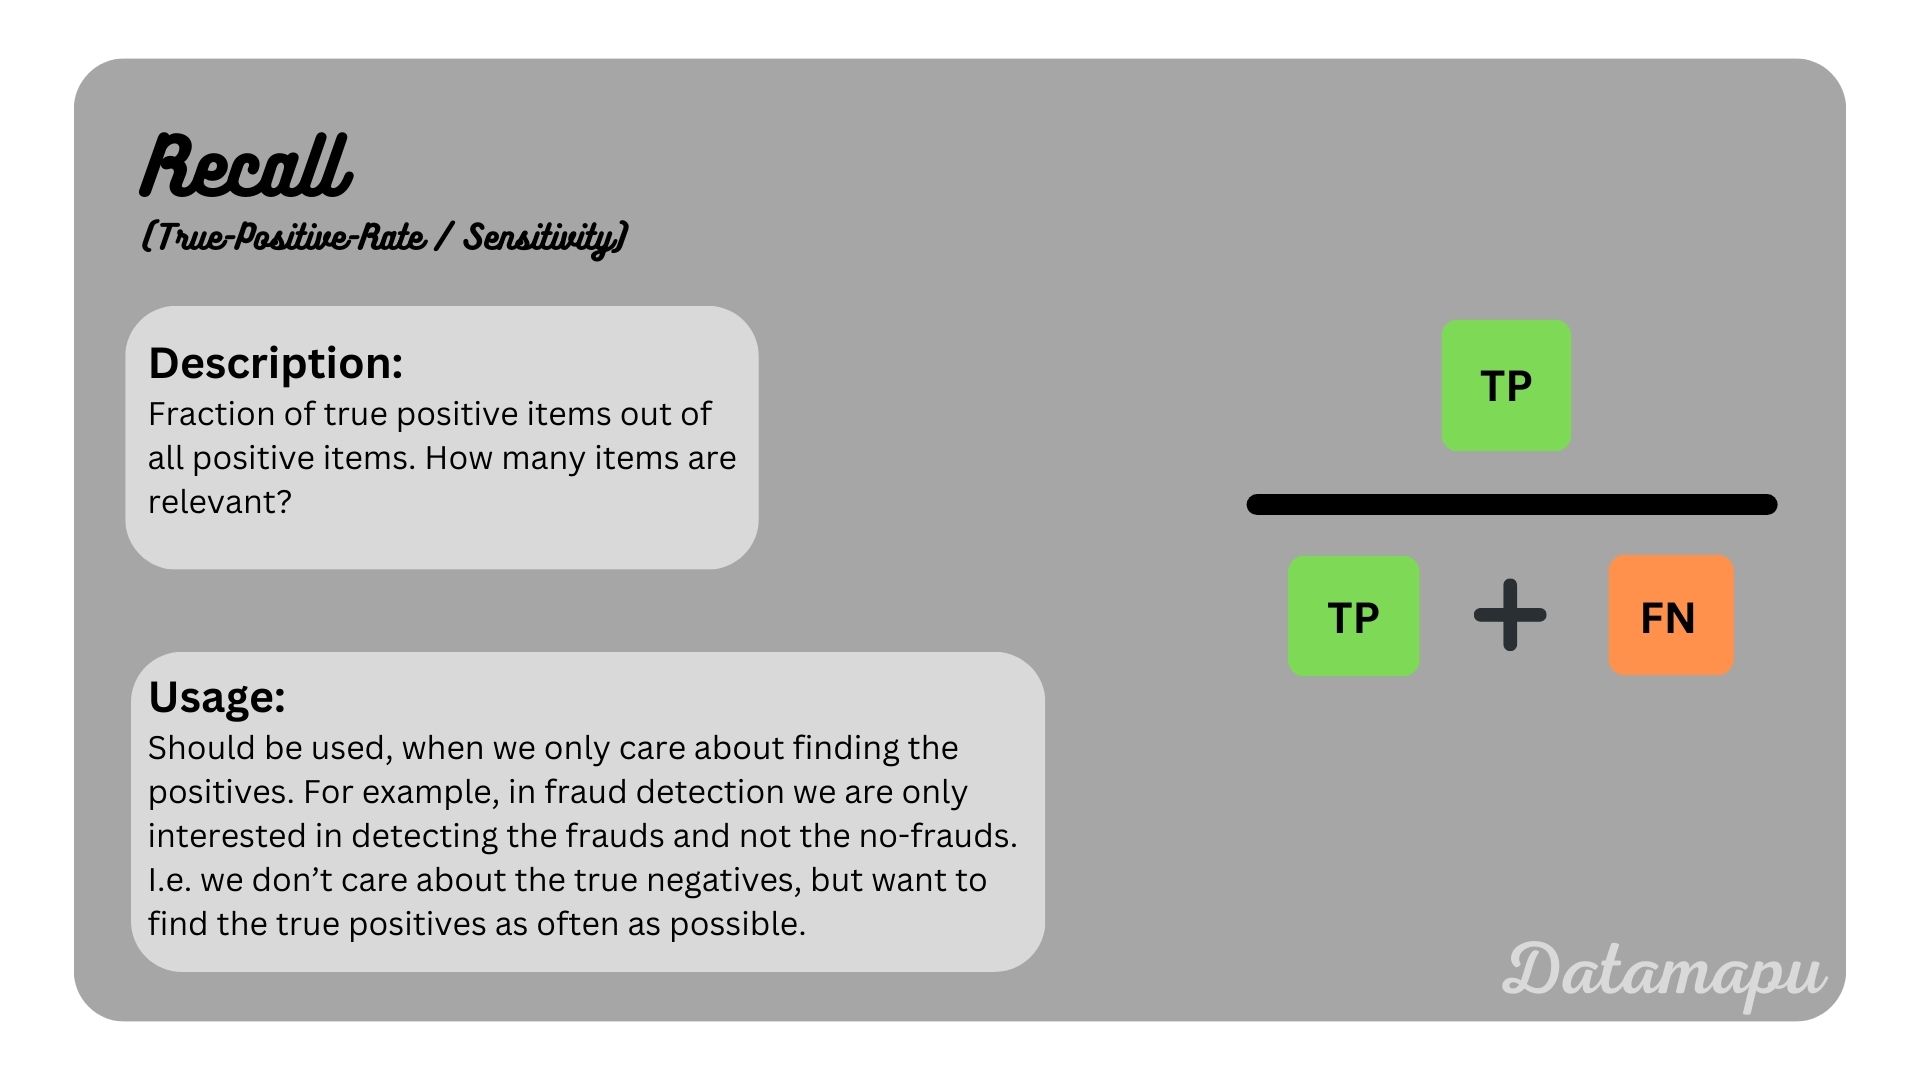 Recall
(True-Positive-Rate / Sensitivity)
Description:
Fraction of true positive items out of
all positive items. How many items are
relevant?
TP
TP + FN
Usage:
Should be used, when we only care about finding the
positives. For example, in fraud detection we are only
interested in detecting the frauds and not the no-frauds.
I.e. we don’t care about the true negatives, but want to
find the true positives as often as possible.
Datamapu